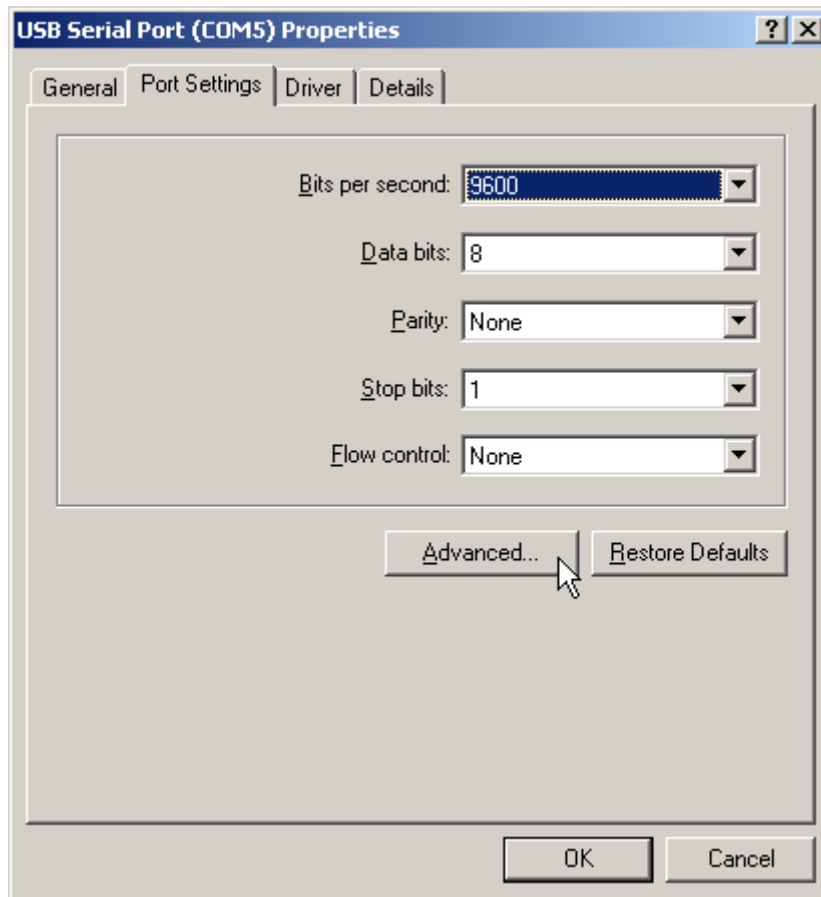 USB Serial Port (COM5) Properties
General Port Settings Driver Details
Bits per second: 9600
Data bits: 8
Parity: None
Stop bits: 1
Flow control: None
Advanced... Restore Defaults
OK Cancel